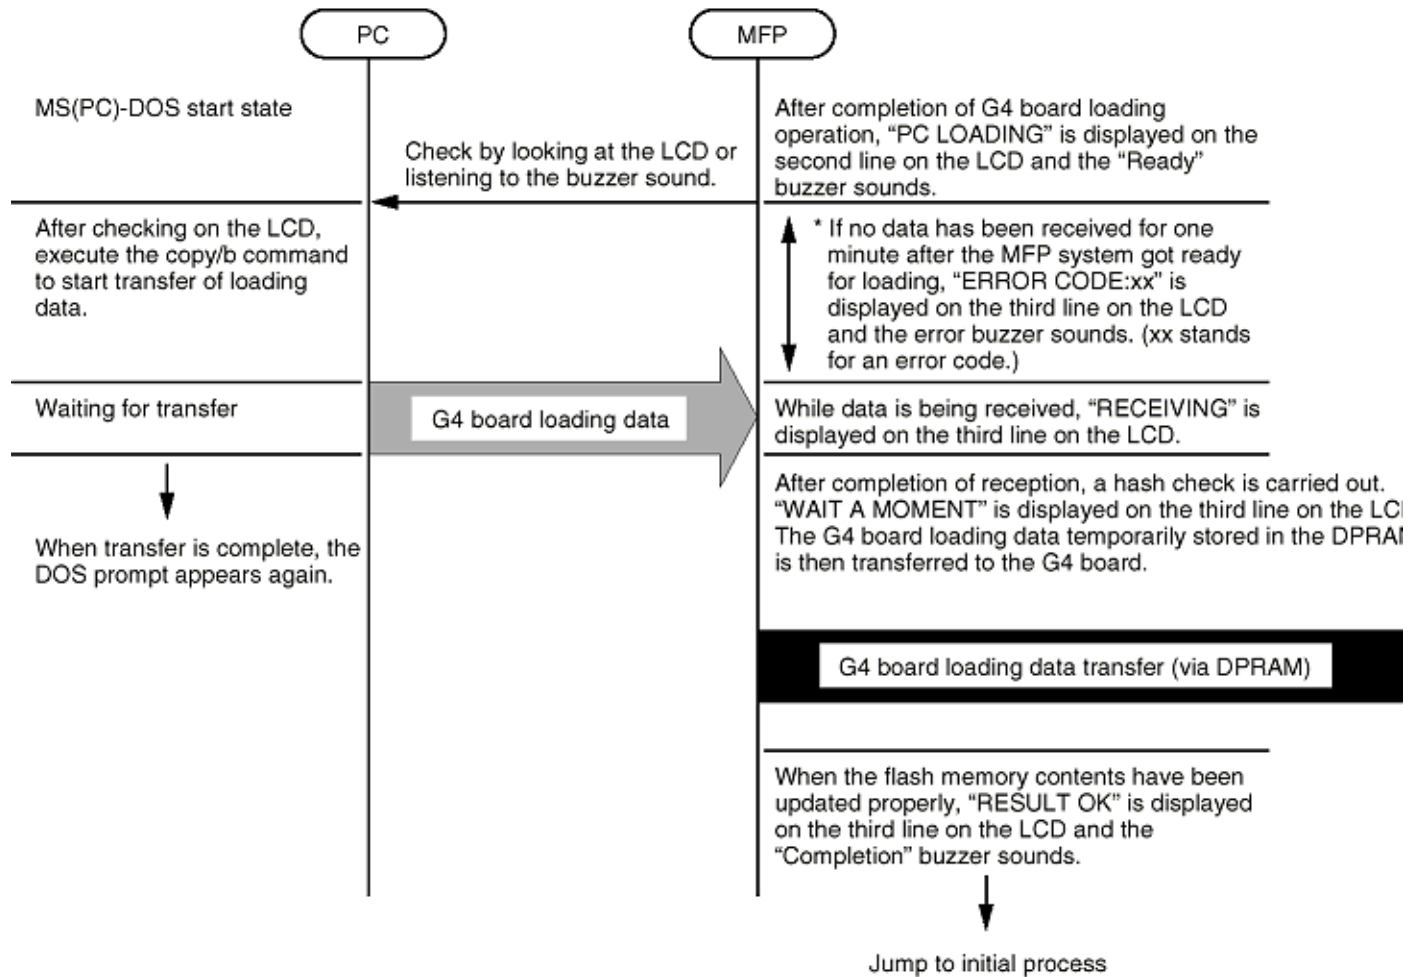 PC
MFP
MS(PC)-DOS start state
After completion of G4 board loading
operation, “PC LOADING” is displayed on the
second line on the LCD and the “Ready”
buzzer sounds.
Check by looking at the LCD or
listening to the buzzer sound.
After checking on the LCD,
execute the copy/b command
to start transfer of loading
data.
* If no data has been received for one
minute after the MFP system got ready
for loading, “ERROR CODE:xx” is
displayed on the third line on the LCD
and the error buzzer sounds. (xx stands
for an error code.)
Waiting for transfer
G4 board loading data
While data is being received, “RECEIVING” is
displayed on the third line on the LCD.
After completion of reception, a hash check is carried out.
“WAIT A MOMENT” is displayed on the third line on the LC
The G4 board loading data temporarily stored in the DPRAM
is then transferred to the G4 board.
When transfer is complete, the
DOS prompt appears again.
G4 board loading data transfer (via DPRAM)
When the flash memory contents have been
updated properly, “RESULT OK” is displayed
on the third line on the LCD and the
“Completion” buzzer sounds.
Jump to initial process